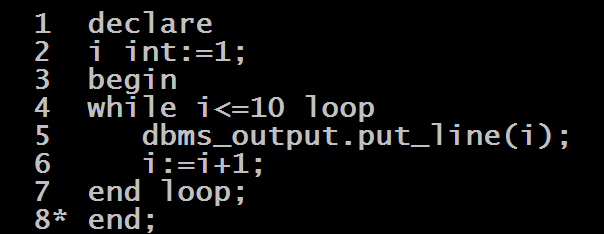 1 declare
2 i int:=1;
3 begin
4 while i<=10 loop
5    dbms_output.put_line(i);
6    i:=i+1;
7 end loop;
8* end;